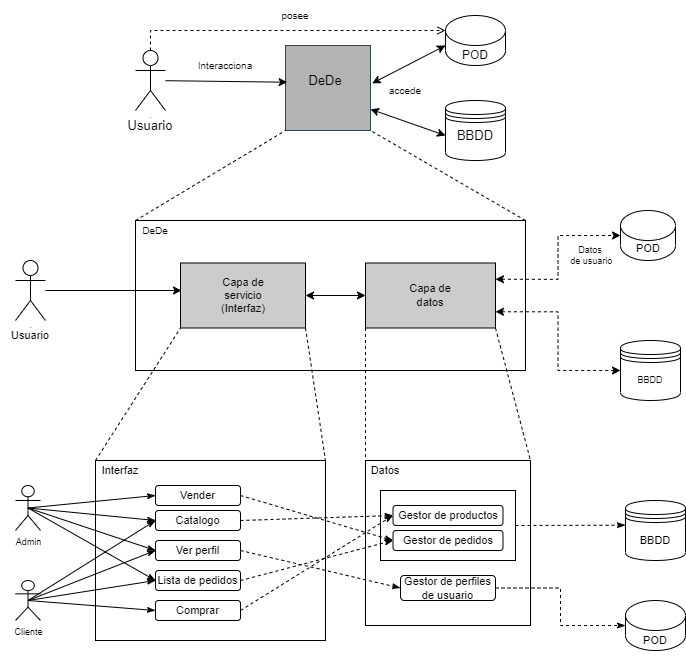 posee
POD
Interacciona
DeDe
accede
Usuario
BBDD
DeDe
POD
Datos
de usuario
Capa de
servicio
(Interfaz)
Capa de
datos
Usuario
BBDD
Interfaz
Datos
Vender
Catalogo
Gestor de productos
Admin
Ver perfil
Gestor de pedidos
BBDD
Lista de pedidos
Gestor de perfiles
de usuario
Comprar
Cliente
POD